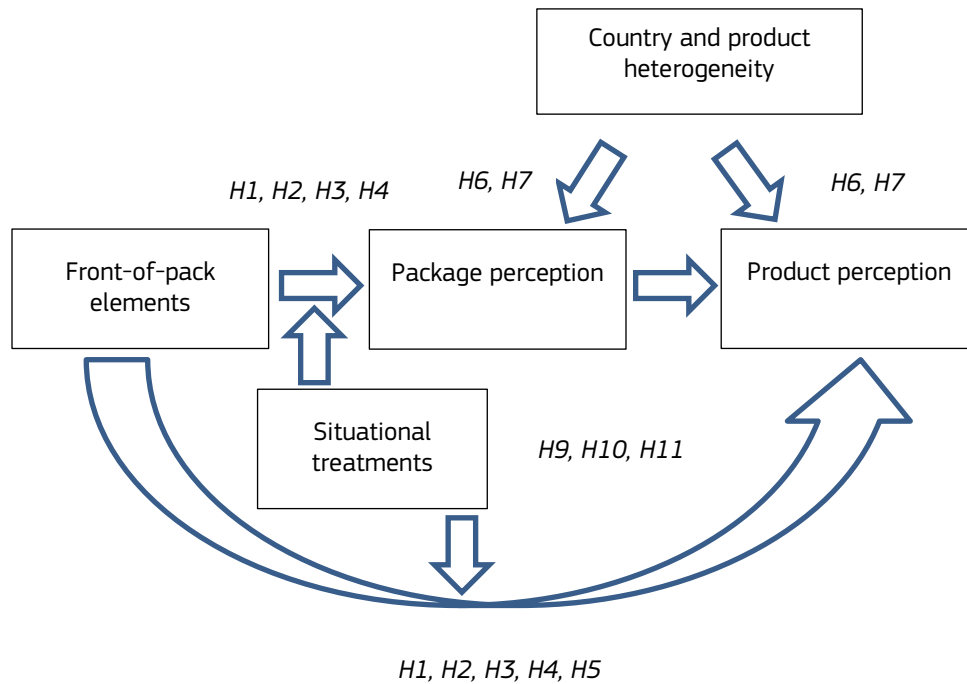 Country and product
heterogeneity
H1, H2, H3, H4
H6, H7
H6, H7
Front-of-pack
elements
Package perception
Product perception
Situational
treatments
H9, H10, H11
H1, H2, H3, H4, H5